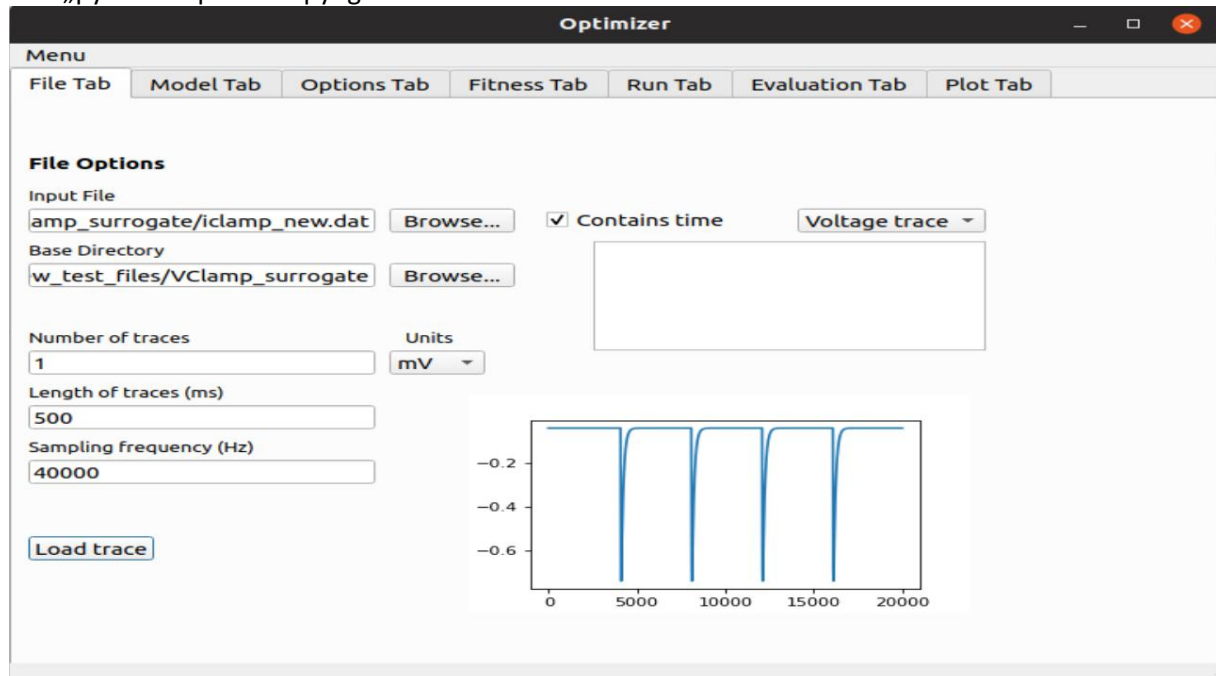 Optimizer
Menu
File Tab Model Tab Options Tab Fitness Tab Run Tab Evaluation Tab Plot Tab
File Options
Input File
amp_surrogate/iclamp_new.dat Browse... Contains time Voltage trace
Base Directory
w_test_files/VClamp_surrogate Browse...
Number of traces Units
1 mV
Length of traces (ms)
500
Sampling frequency (Hz)
40000
Load trace
−0.2
−0.4
−0.6
0 5000 10000 15000 20000